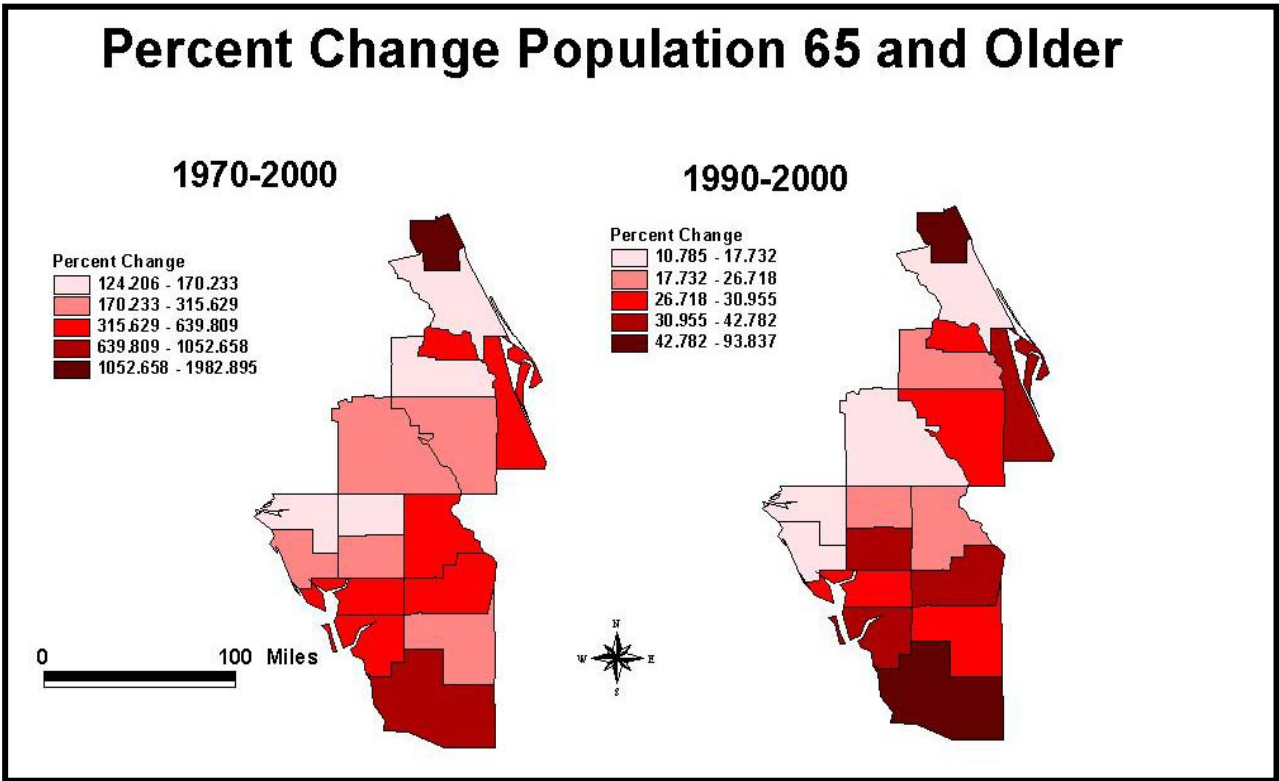 Percent Change Population 65 and Older
1970-2000
Percent Change
124.206 - 170.233
170.233 - 315.629
315.629 - 639.809
639.809 - 1052.658
1052.658 - 1982.895
1990-2000
Percent Change
10.785 - 17.732
17.732 - 26.718
26.718 - 30.955
30.955 - 42.782
42.782 - 93.837
0 100 Miles
N
W E
S